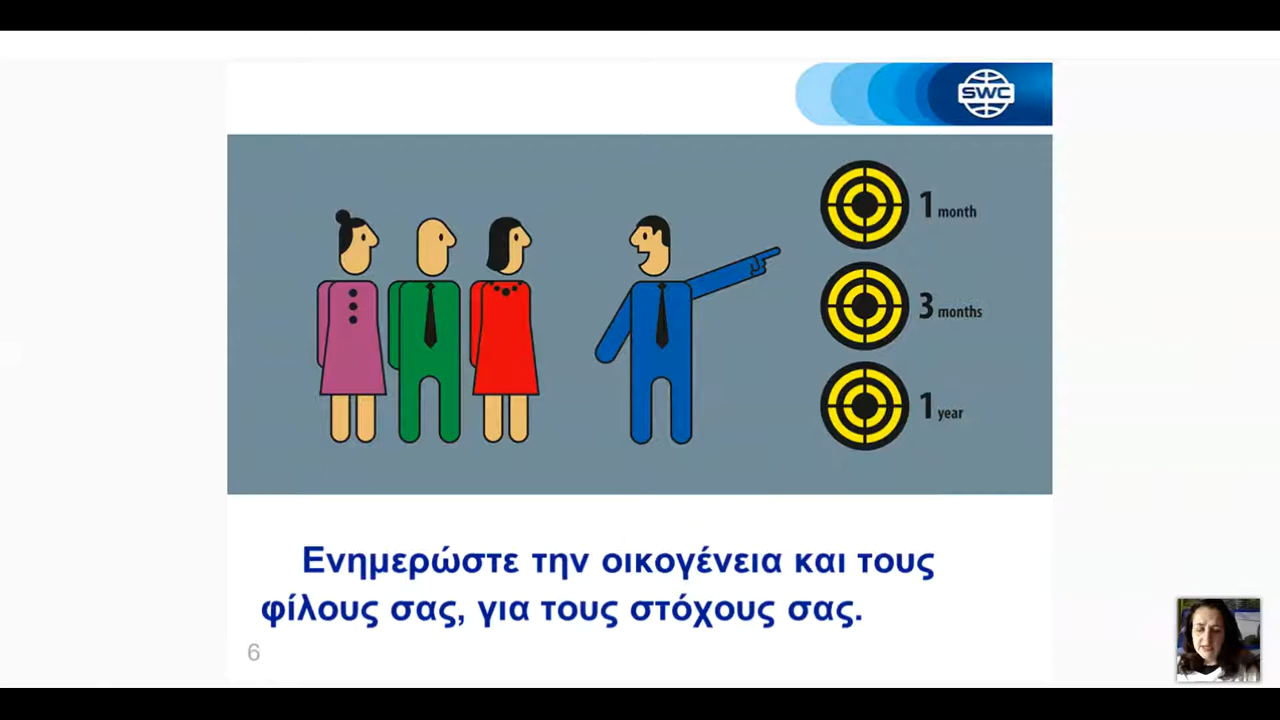 SWC
1 month
3 months
1 year
Ενημερώστε την οικογένεια και τους
φίλους σας, για τους στόχους σας.
6